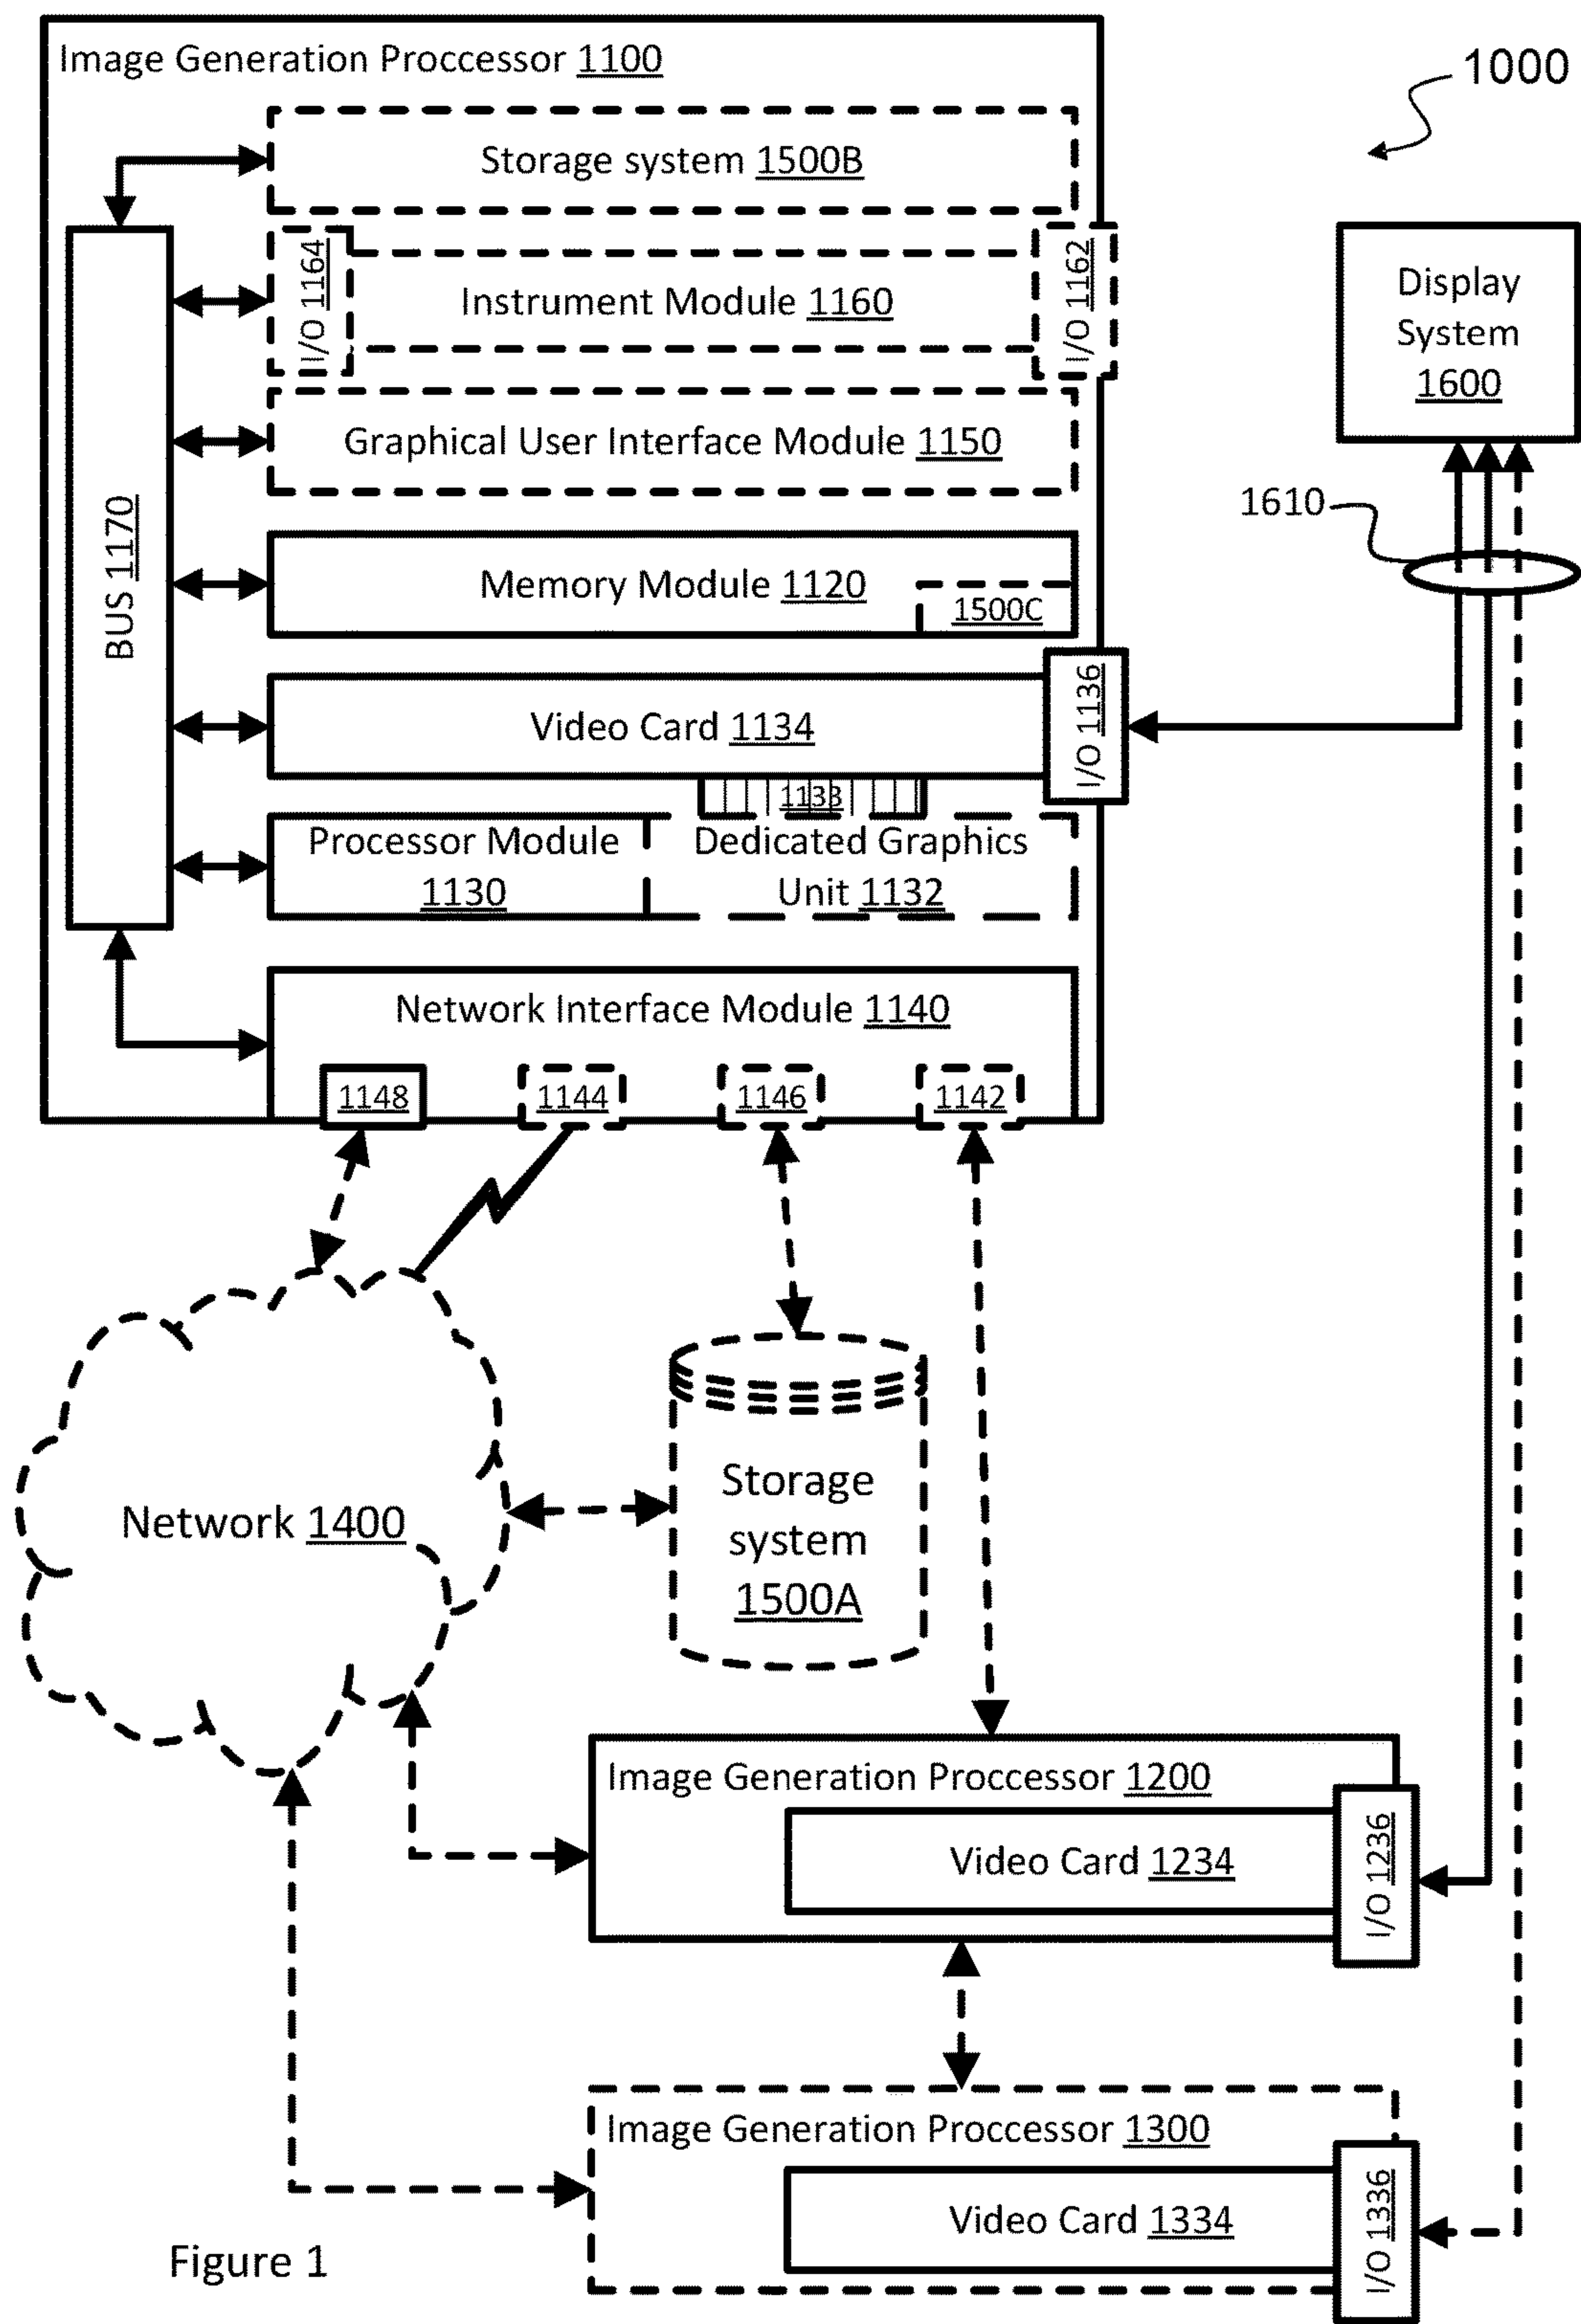 Image Generation Proccessor 1100
1000
Storage system 1500B
I/O 1164
Instrument Module 1160
I/O 1162
Display
System
1600
Graphical User Interface Module 1150
1610
BUS 1170
Memory Module 1120
1500C
Video Card 1134
I/O 1136
1133
Processor Module
1130
Dedicated Graphics
Unit 1132
Network Interface Module 1140
1148
1144
1146
1142
Network 1400
Storage
system
1500A
Image Generation Proccessor 1200
Video Card 1234
I/O 1236
Image Generation Proccessor 1300
Video Card 1334
I/O 1336
Figure 1